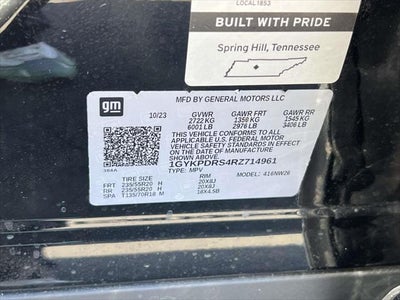 LOCAL 1853
BUILT WITH PRIDE
Spring Hill, Tennessee
gm
MFD BY GENERAL MOTORS LLC
10/23 GVWR GAWR FRT GAWR RR
2722 KG 1350 KG 1545 KG
6001 LB 2976 LB 3406 LB
THIS VEHICLE CONFORMS TO ALL
APPLICABLE U.S. FEDERAL MOTOR
VEHICLE SAFETY STANDARDS IN
EFFECT ON THE DATE OF
MANUFACTURE SHOWN ABOVE.
1GYKPDRS4RZ714961
TYPE: MPV
RIM MODEL: 416NW26
FRT 235/55R20 H 20X8J
RR 235/55R20 H 20X8J
SPA T135/70R18 M 18X4.5B